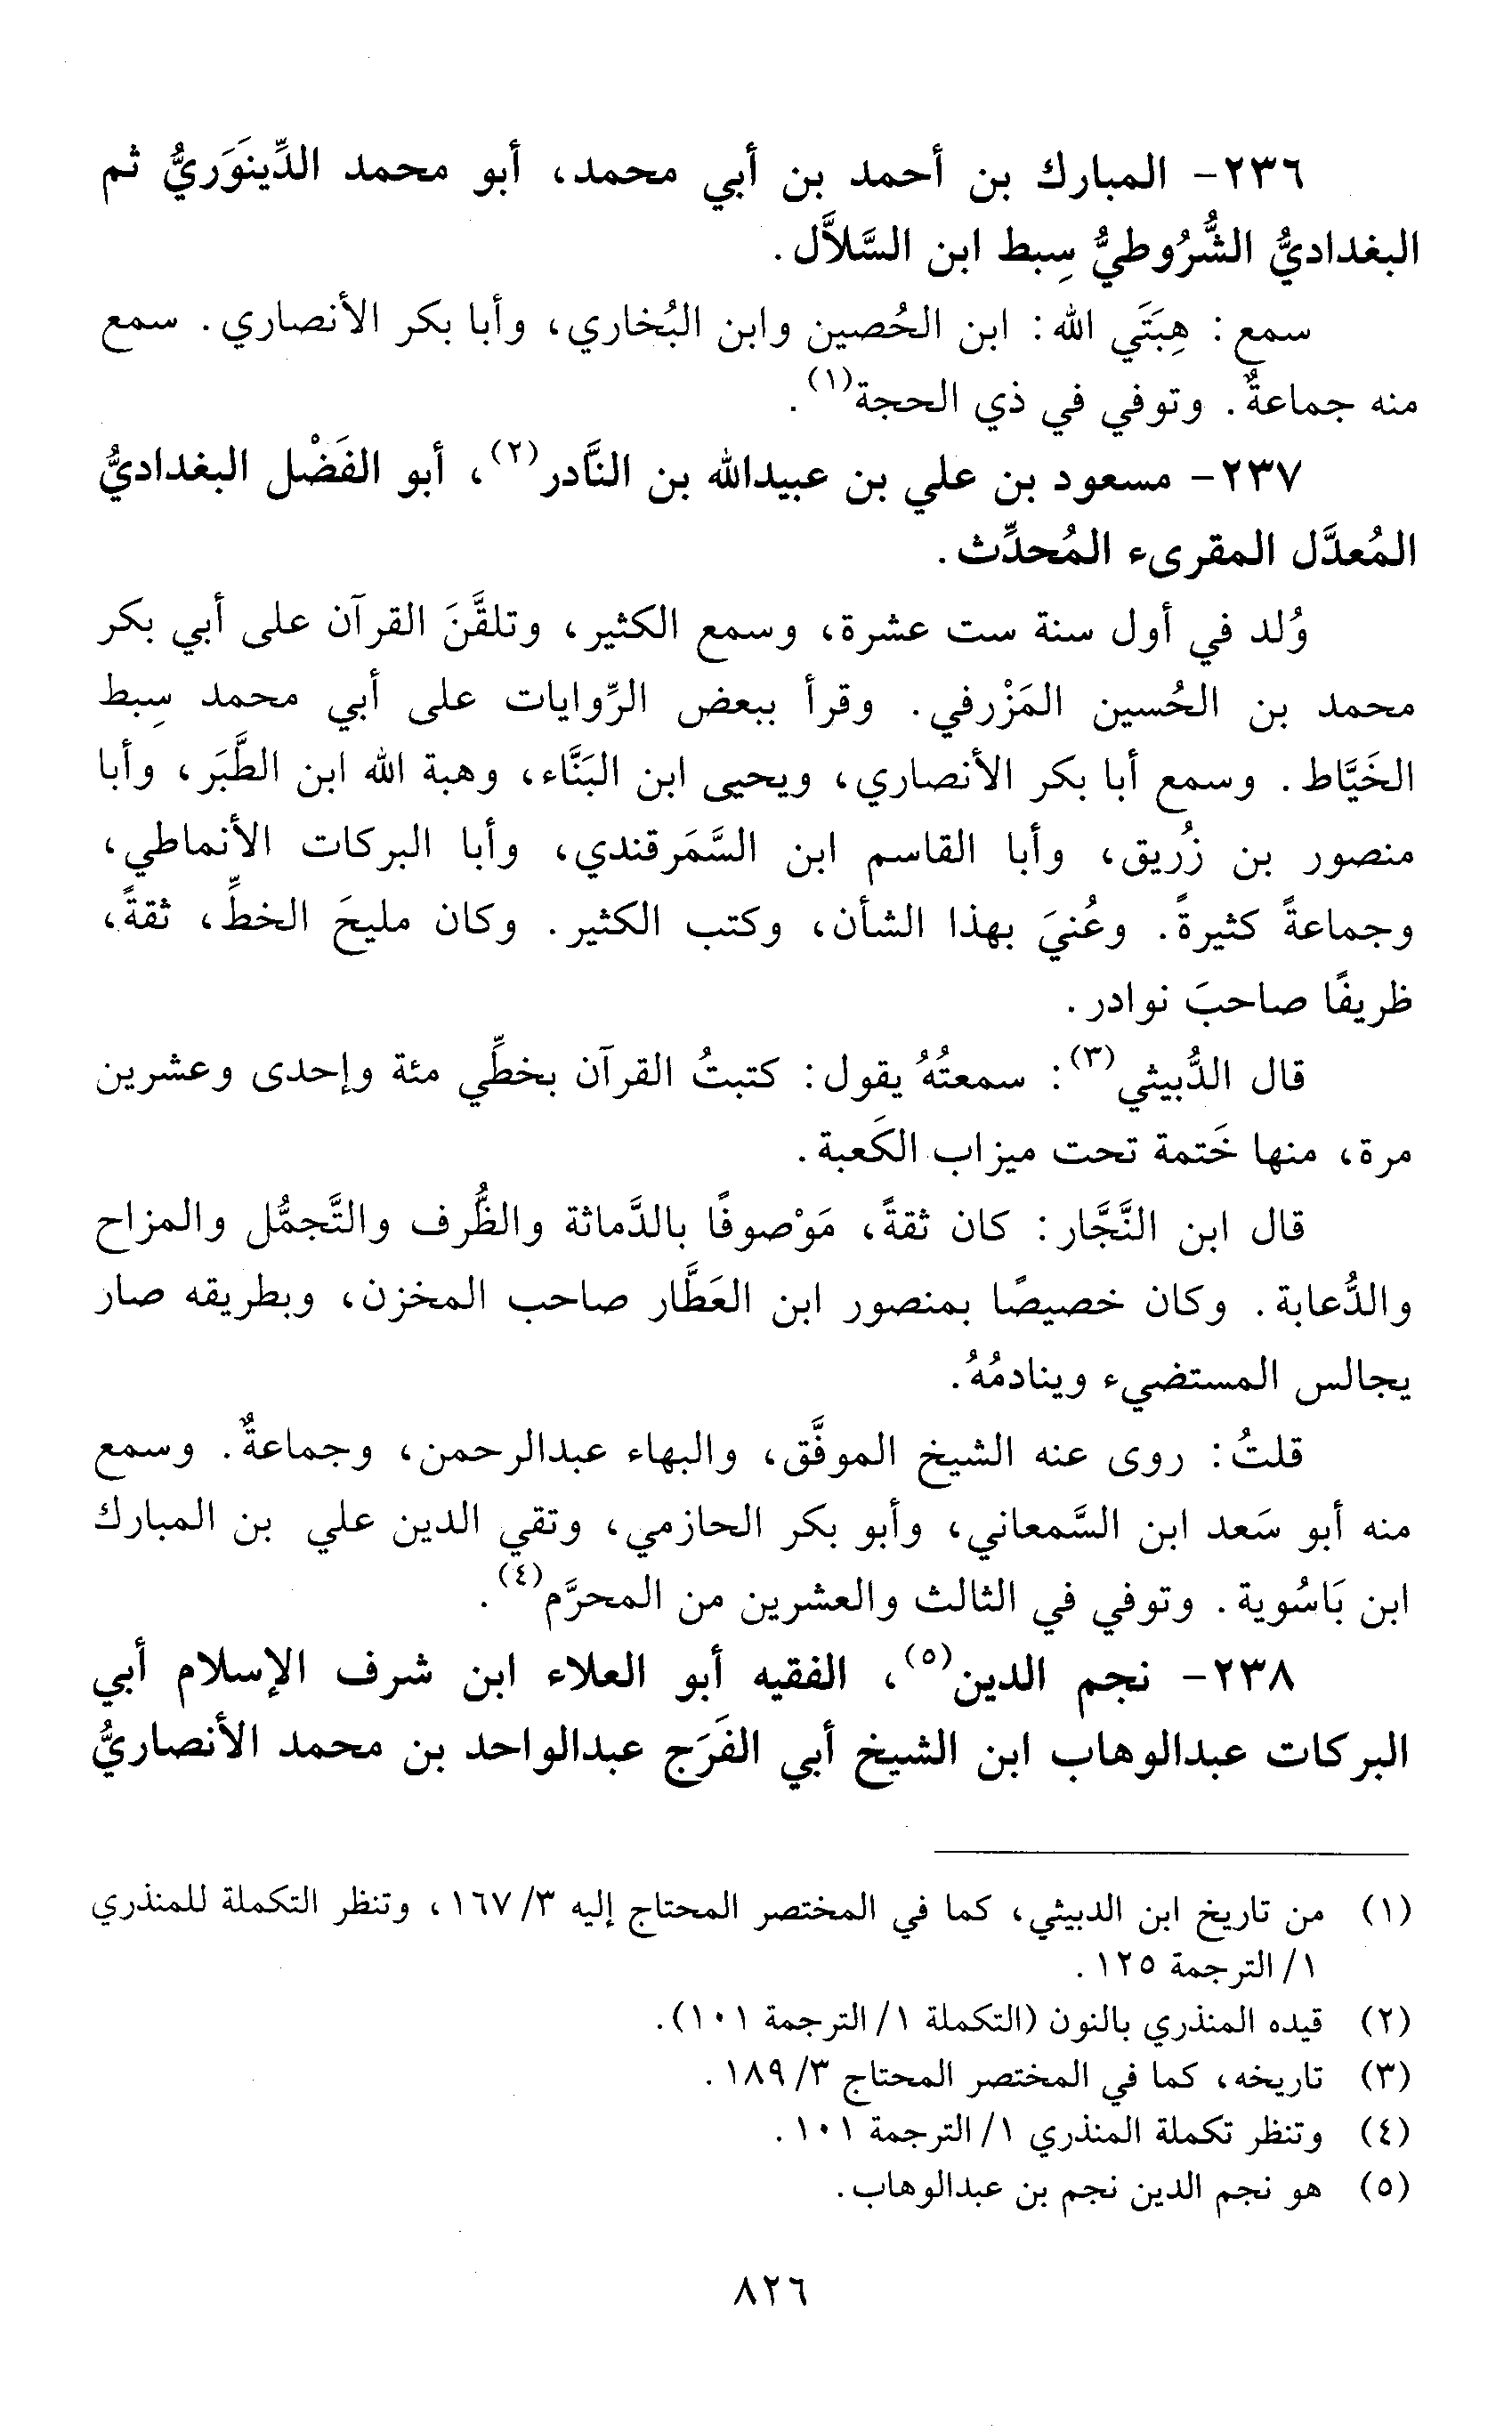 ٢٣٦- المبارك بن أحمد بن أبي محمد، أبو محمد الدِّينَوَريُّ ثم
البغداديُّ الشُّرُوطيُّ سِبط ابن السَّلاَّل.
سمع: هِبَتَي الله: ابن الحُصين وابن البُخاري، وأبا بكر الأنصاري. سمع
منه جماعةٌ. وتوفي في ذي الحجة(١).
٢٣٧- مسعود بن علي بن عبيدالله بن النَّادر(٢)، أبو الفَضْل البغداديُّ
المُعدَّل المقرىء المُحدِّث.
وُلد في أول سنة ست عشرة، وسمع الكثير، وتلقَّنَ القرآن على أبي بكر
محمد بن الحُسين المَزْرفي. وقرأ ببعض الرِّوايات على أبي محمد سِبط
الخَيَّاط. وسمع أبا بكر الأنصاري، ويحيى ابن البَنَّاء، وهبة الله ابن الطَّبَر، وأبا
منصور بن زُريق، وأبا القاسم ابن السَّمَرقندي، وأبا البركات الأنماطي،
وجماعةً كثيرةً. وعُنيَ بهذا الشأن، وكتب الكثير. وكان مليحَ الخطِّ، ثقةً،
ظريفًا صاحبَ نوادر.
قال الدُّبيثي(٣): سمعتُهُ يقول: كتبتُ القرآن بخطِّي مئة وإحدى وعشرين
مرة، منها خَتمة تحت ميزاب الكَعبة.
قال ابن النَّجَّار: كان ثقةً، مَوْصوفًا بالدَّماثة والظُّرف والتَّجمُّل والمزاح
والدُّعابة. وكان خصيصًا بمنصور ابن العَطَّار صاحب المخزن، وبطريقه صار
يجالس المستضيء وينادمُهُ.
قلتُ: روى عنه الشيخ الموفَّق، والبهاء عبدالرحمن، وجماعةٌ. وسمع
منه أبو سَعد ابن السَّمعاني، وأبو بكر الحازمي، وتقي الدين علي بن المبارك
ابن بَاسُوية. وتوفي في الثالث والعشرين من المحرَّم(٤).
٢٣٨- نجم الدين(٥)، الفقيه أبو العلاء ابن شرف الإسلام أبي
البركات عبدالوهاب ابن الشيخ أبي الفَرَج عبدالواحد بن محمد الأنصاريُّ
(١) من تاريخ ابن الدبيثي، كما في المختصر المحتاج إليه ٣/ ١٦٧، وتنظر التكملة للمنذري
١/ الترجمة ١٢٥.
(٢) قيده المنذري بالنون (التكملة ١/ الترجمة ١٠١).
(٣) تاريخه، كما في المختصر المحتاج ٣/ ١٨٩.
(٤) وتنظر تكملة المنذري ١/ الترجمة ١٠١.
(٥) هو نجم الدين نجم بن عبدالوهاب.
٨٢٦